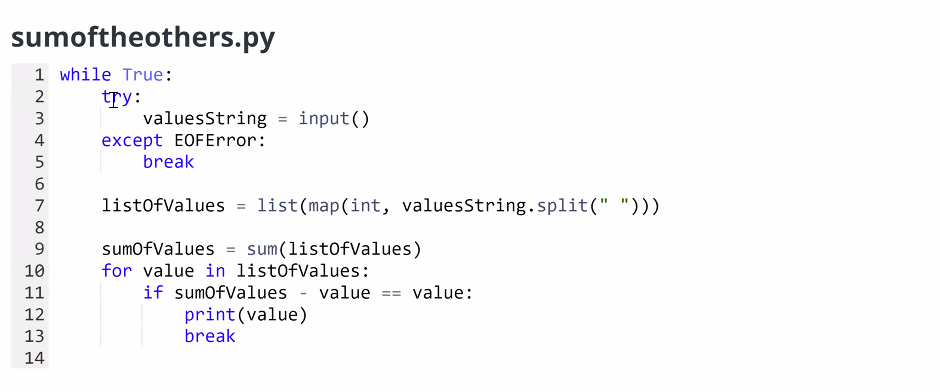 sumoftheothers.py
1 while True:
2     try:
3         valuesString = input()
4     except EOFError:
5         break
6
7     listOfValues = list(map(int, valuesString.split(" ")))
8
9     sumOfValues = sum(listOfValues)
10     for value in listOfValues:
11         if sumOfValues - value == value:
12             print(value)
13             break
14